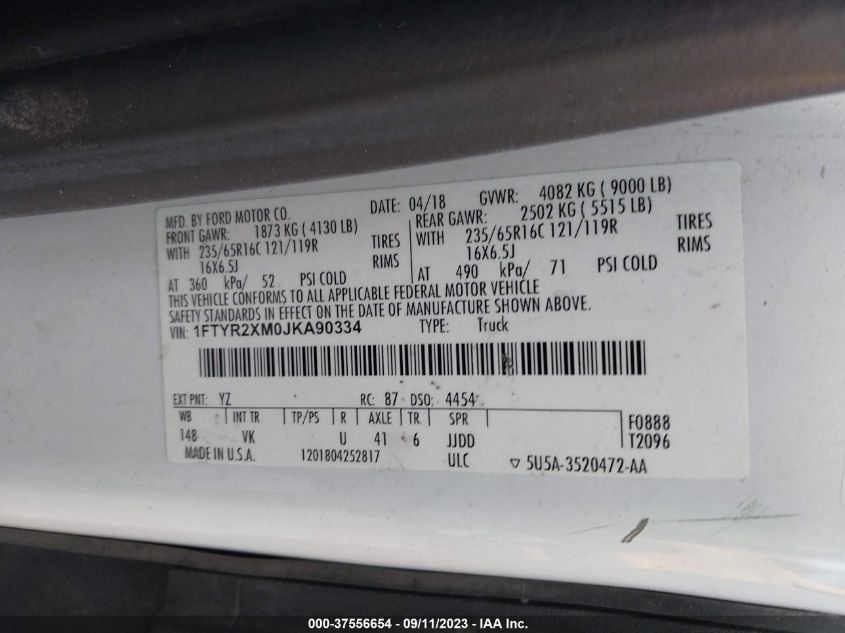 MFD. BY FORD MOTOR CO. DATE: 04/18 GVWR: 4082 KG ( 9000 LB)
FRONT GAWR: 1873 KG ( 4130 LB) REAR GAWR: 2502 KG ( 5515 LB)
WITH 235/65R16C 121/119R TIRES WITH 235/65R16C 121/119R TIRES
16X6.5J RIMS 16X6.5J RIMS
AT 360 kPa/ 52 PSI COLD AT 490 kPa/ 71 PSI COLD
THIS VEHICLE CONFORMS TO ALL APPLICABLE FEDERAL MOTOR VEHICLE
SAFETY STANDARDS IN EFFECT ON THE DATE OF MANUFACTURE SHOWN ABOVE.
VIN: 1FTYR2XM0JKA90334 TYPE: Truck
EXT PNT: YZ RC: 87 DSO: 4454
WB INT TR TP/PS R AXLE TR SPR F0888
148 VK U 41 6 JJDD T2096
MADE IN U.S.A. 1201804252817 ULC ▽ 5U5A-3520472-AA
000-37556654 - 09/11/2023 - IAAI Inc.